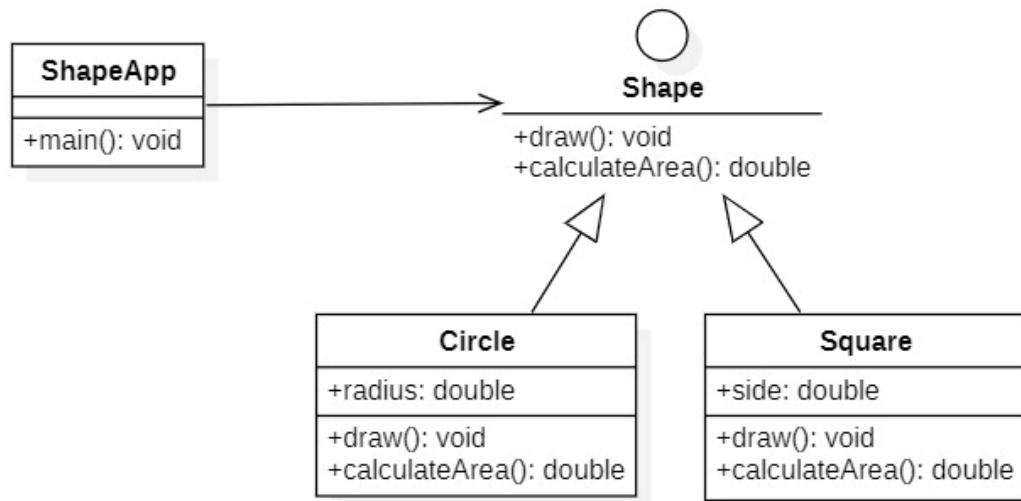 ShapeApp
+main(): void
Shape
+draw(): void
+calculateArea(): double
Circle
+radius: double
+draw(): void
+calculateArea(): double
Square
+side: double
+draw(): void
+calculateArea(): double